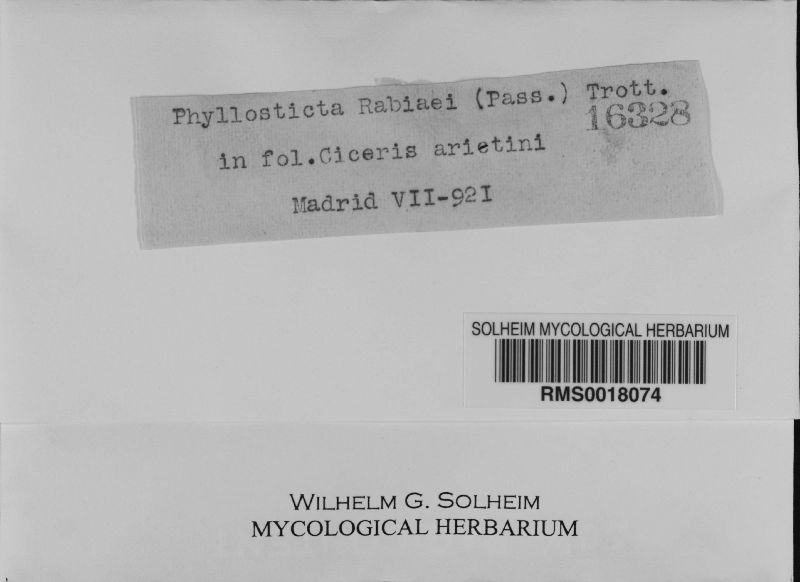 Phyllosticta Rabiaei (Pass.) Trott.
16328
in fol.Ciceris arietini
Madrid VII-92I
SOLHEIM MYCOLOGICAL HERBARIUM
RMS0018074
WILHELM G. SOLHEIM
MYCOLOGICAL HERBARIUM